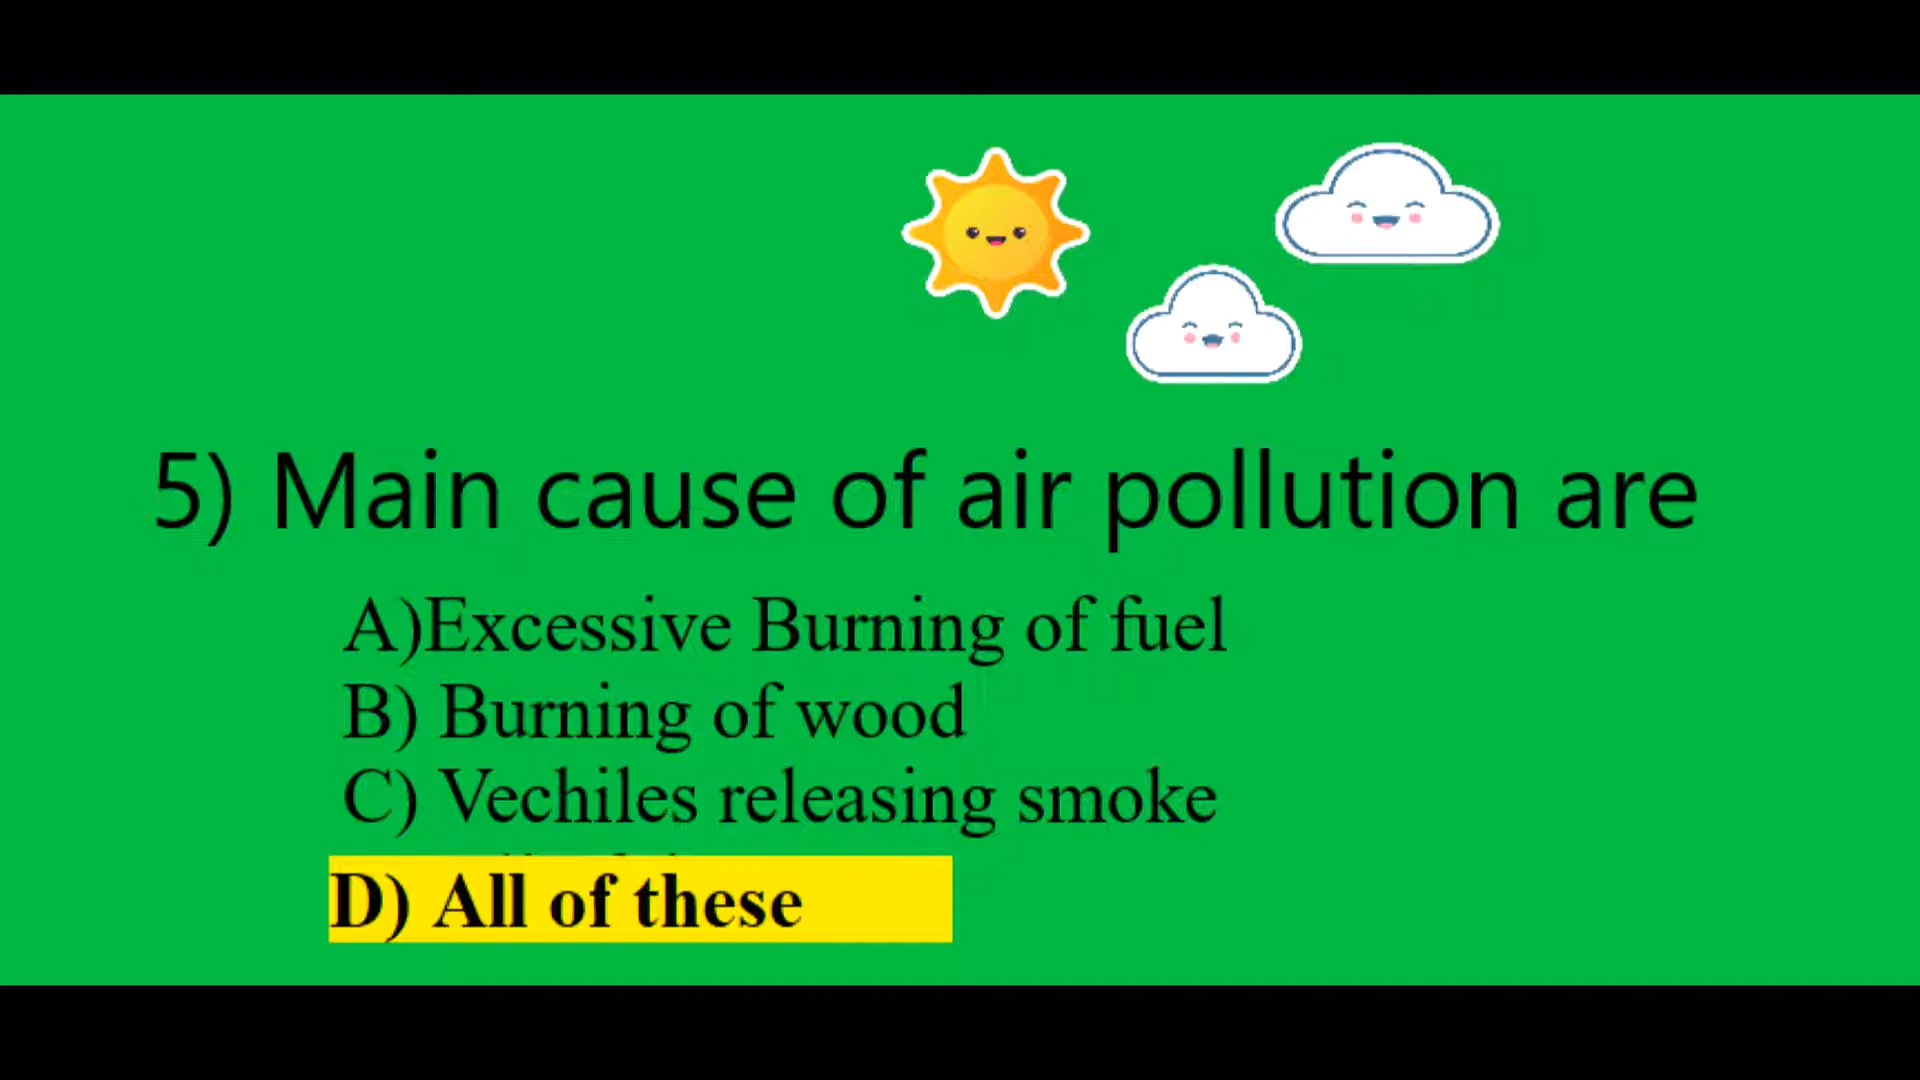 5) Main cause of air pollution are
A)Excessive Burning of fuel
B) Burning of wood
C) Vechiles releasing smoke
D) All of these